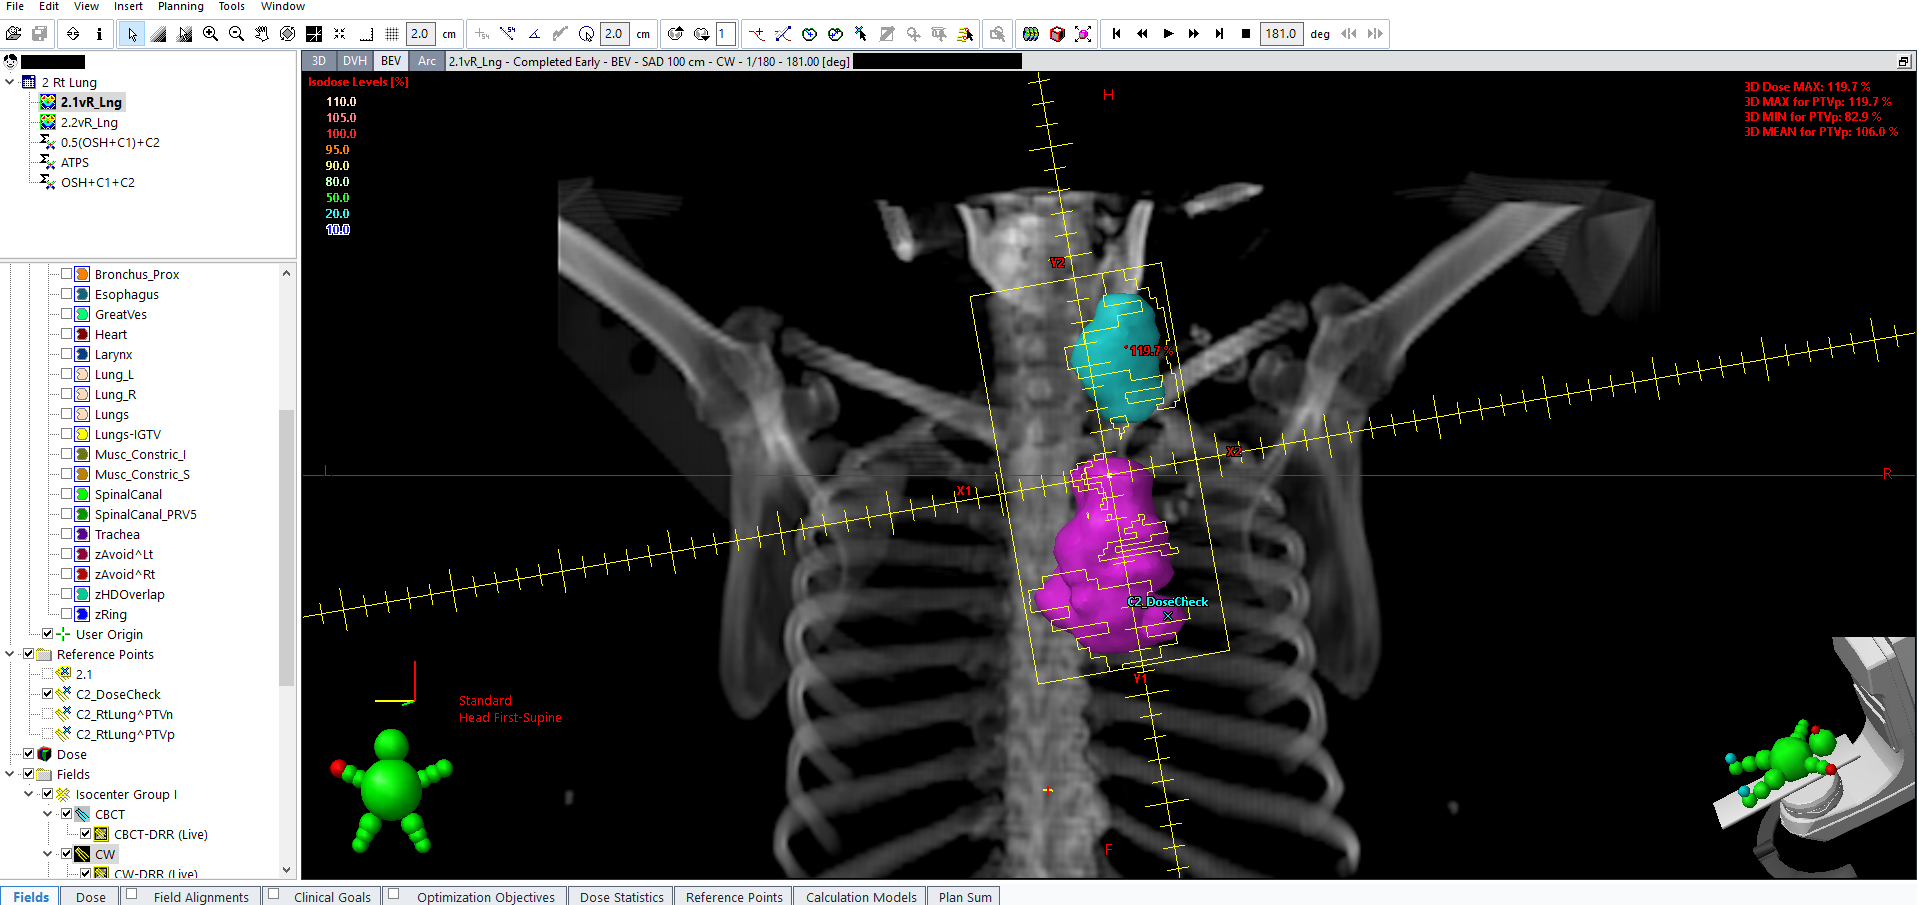 File Edit View Insert Planning Tools Window
2.0 cm 2.0 cm 1 181.0 deg
3D DVH BEV Arc 2.1vR_Lng - Completed Early - BEV - SAD 100 cm - CW - 1/180 - 181.00 [deg]
2 Rt Lung
2.1vR_Lng
2.2vR_Lng
0.5(OSH+C1)+C2
ATPS
OSH+C1+C2
Bronchus_Prox
Esophagus
GreatVes
Heart
Larynx
Lung_L
Lung_R
Lungs
Lungs-IGTV
Musc_Constric_I
Musc_Constric_S
SpinalCanal
SpinalCanal_PRV5
Trachea
zAvoid^Lt
zAvoid^Rt
zHDOverlap
zRing
User Origin
Reference Points
2.1
C2_DoseCheck
C2_RtLung^PTVn
C2_RtLung^PTVp
Dose
Fields
Isocenter Group I
CBCT
CBCT-DRR (Live)
CW
CW-DRR (Live)
Isodose Levels [%]
110.0
105.0
100.0
95.0
90.0
80.0
50.0
20.0
10.0
3D Dose MAX: 119.7 %
3D MAX for PTVp: 119.7 %
3D MIN for PTVp: 82.9 %
3D MEAN for PTVp: 106.0 %
H
Y2
119.7 %
X2
L
R
X1
C2_DoseCheck
Y1
Standard
Head First-Supine
F
Fields Dose Field Alignments Clinical Goals Optimization Objectives Dose Statistics Reference Points Calculation Models Plan Sum